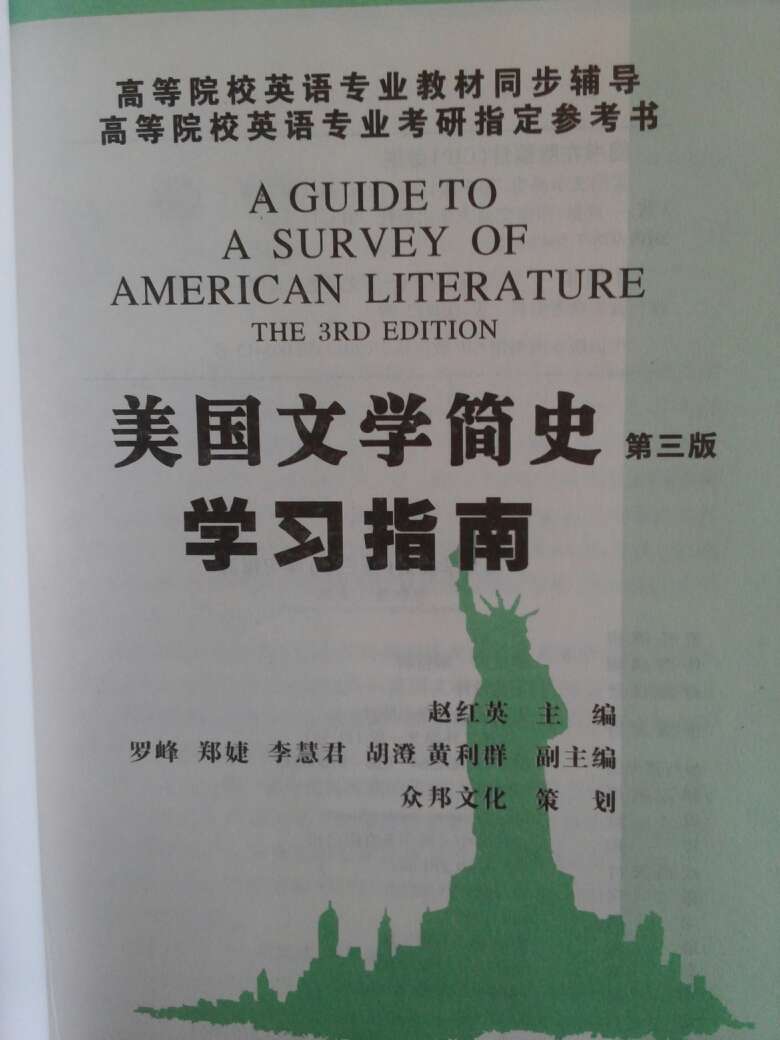 高等院校英语专业教材同步辅导
高等院校英语专业考研指定参考书
A GUIDE TO
A SURVEY OF
AMERICAN LITERATURE
THE 3RD EDITION
美国文学简史 第三版
学习指南
赵红英 主 编
罗峰 郑婕 李慧君 胡澄 黄利群 副主编
众邦文化 策 划